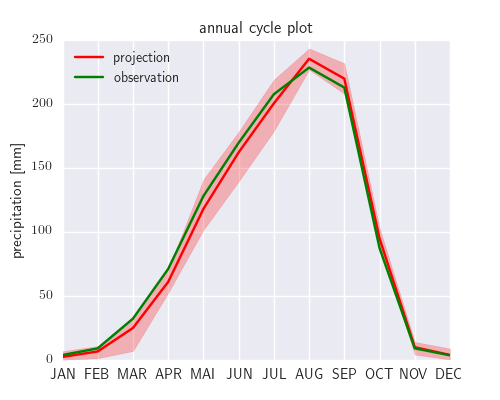 annual cycle plot
projection
observation
precipitation [mm]
250
200
150
100
50
0
JAN FEB MAR APR MAI JUN JUL AUG SEP OCT NOV DEC